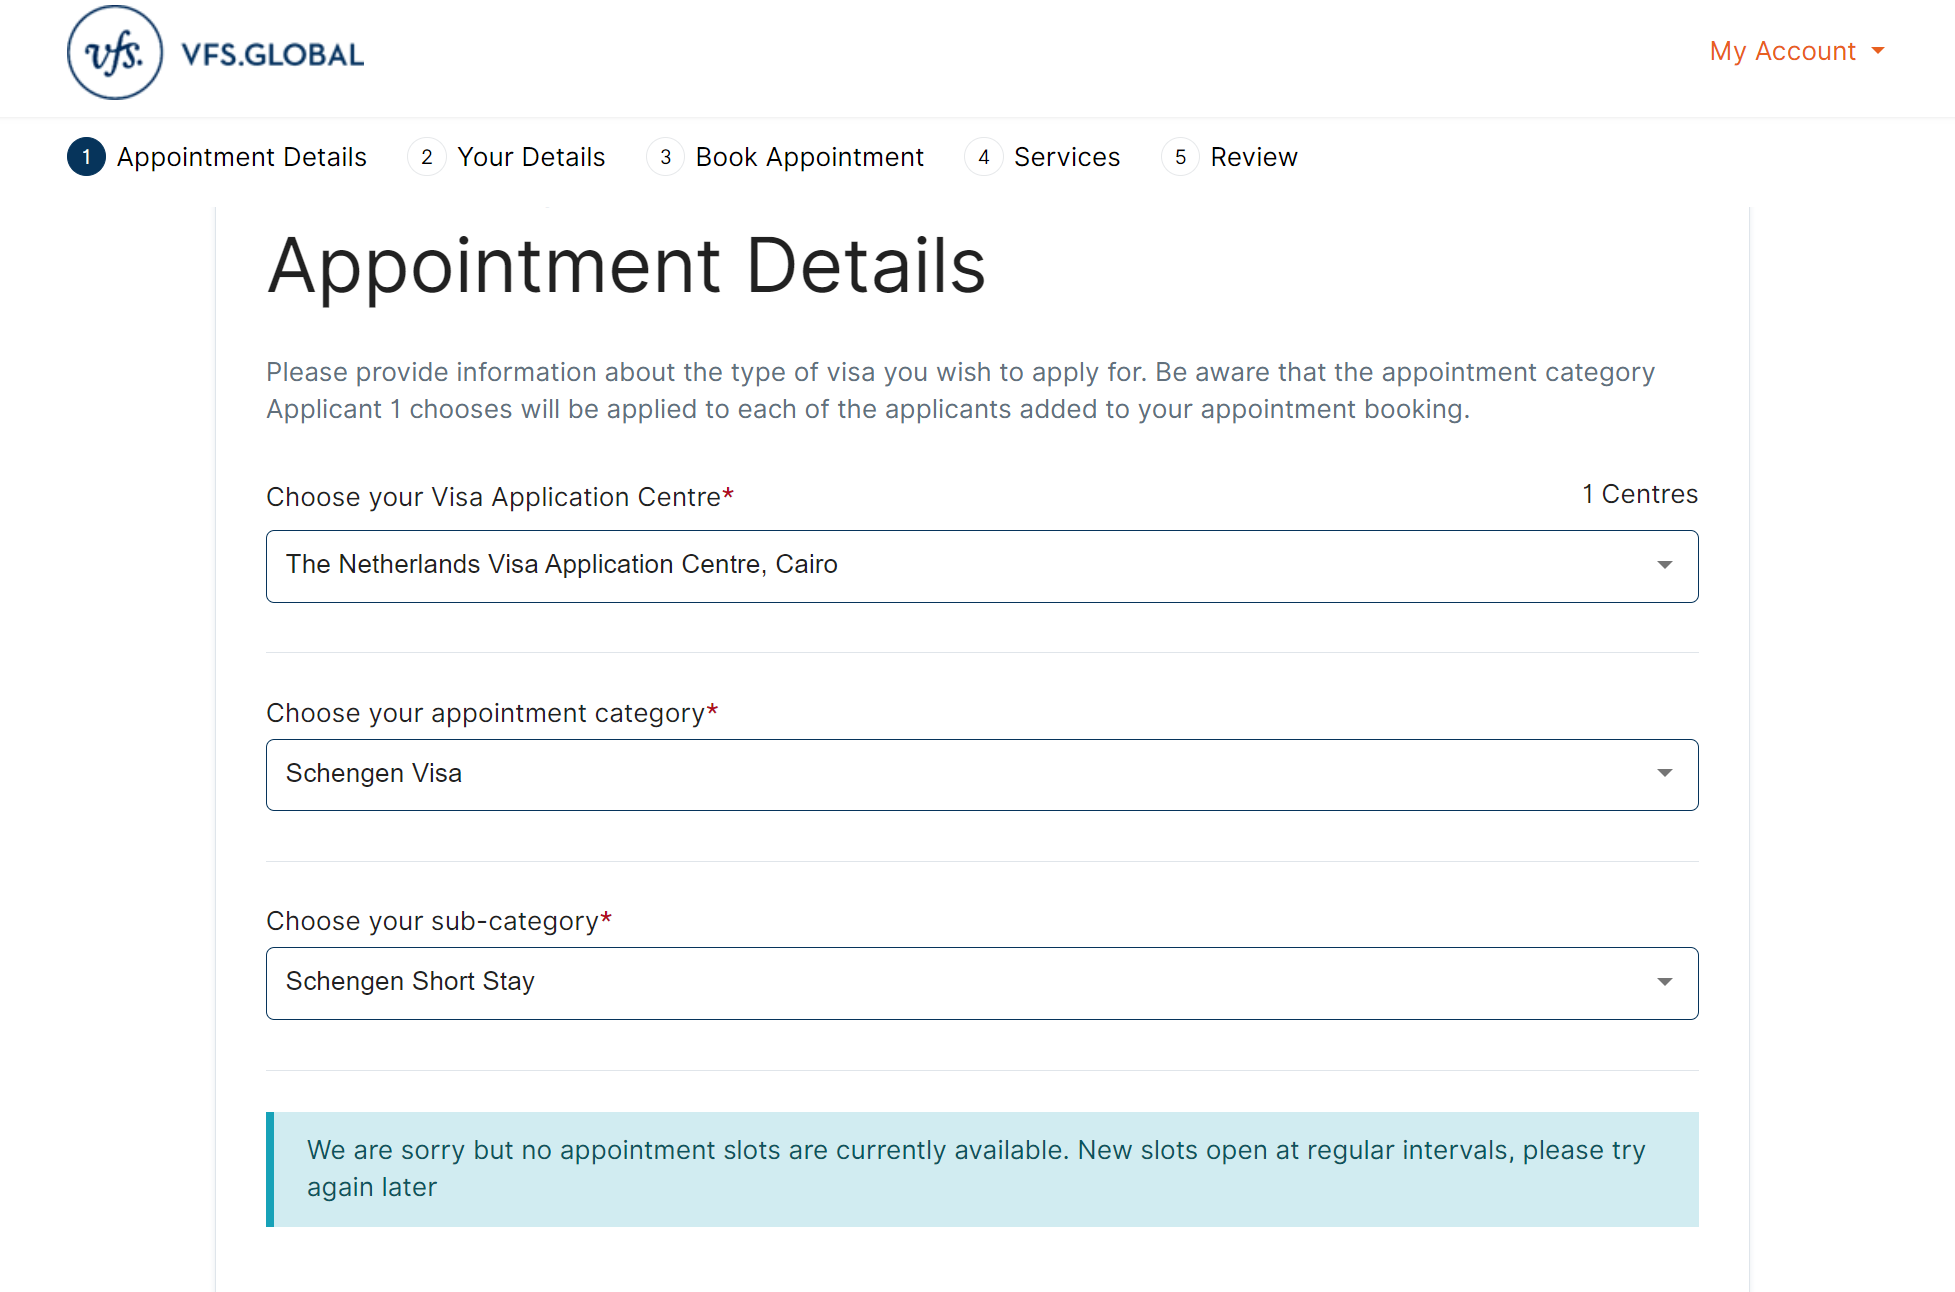 vfs. VFS.GLOBAL
My Account
1 Appointment Details 2 Your Details 3 Book Appointment 4 Services 5 Review
Appointment Details
Please provide information about the type of visa you wish to apply for. Be aware that the appointment category
Applicant 1 chooses will be applied to each of the applicants added to your appointment booking.
Choose your Visa Application Centre*
1 Centres
The Netherlands Visa Application Centre, Cairo
Choose your appointment category*
Schengen Visa
Choose your sub-category*
Schengen Short Stay
We are sorry but no appointment slots are currently available. New slots open at regular intervals, please try
again later